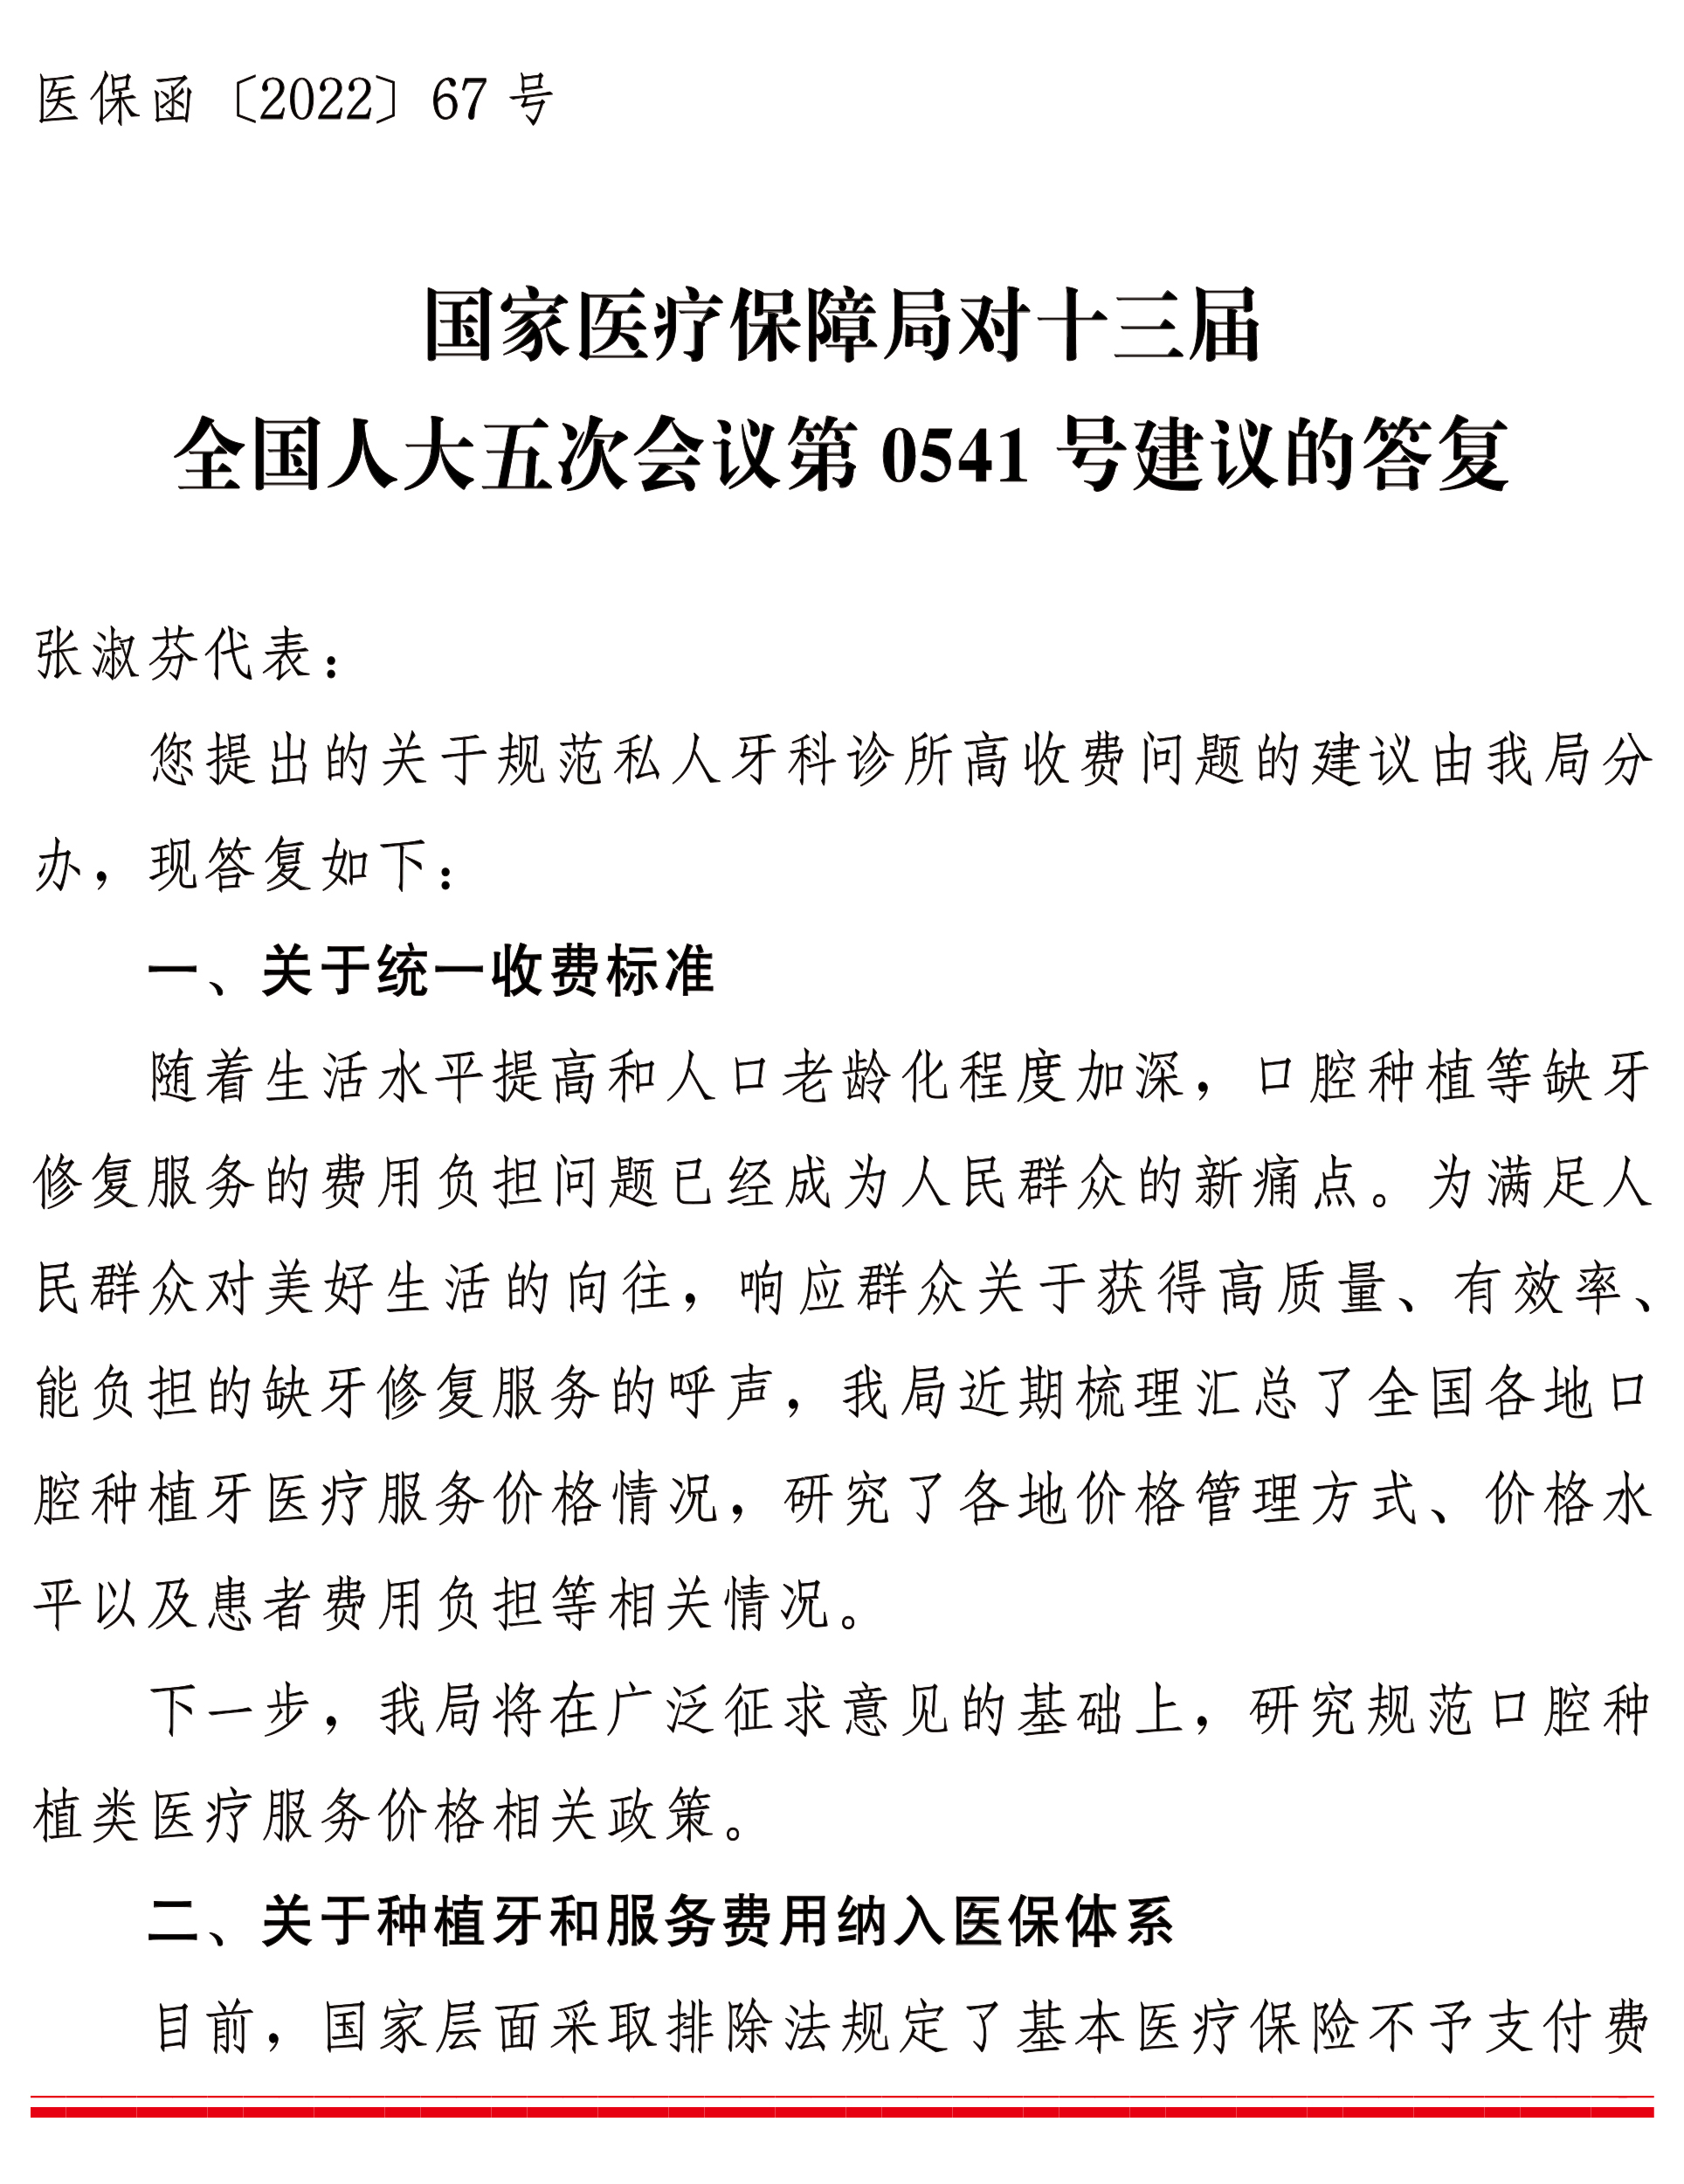 医保函〔2022〕67 号
国家医疗保障局对十三届
全国人大五次会议第 0541 号建议的答复
张淑芬代表：
您提出的关于规范私人牙科诊所高收费问题的建议由我局分
办，现答复如下：
一、关于统一收费标准
随着生活水平提高和人口老龄化程度加深，口腔种植等缺牙
修复服务的费用负担问题已经成为人民群众的新痛点。为满足人
民群众对美好生活的向往，响应群众关于获得高质量、有效率、
能负担的缺牙修复服务的呼声，我局近期梳理汇总了全国各地口
腔种植牙医疗服务价格情况，研究了各地价格管理方式、价格水
平以及患者费用负担等相关情况。
下一步，我局将在广泛征求意见的基础上，研究规范口腔种
植类医疗服务价格相关政策。
二、关于种植牙和服务费用纳入医保体系
目前，国家层面采取排除法规定了基本医疗保险不予支付费